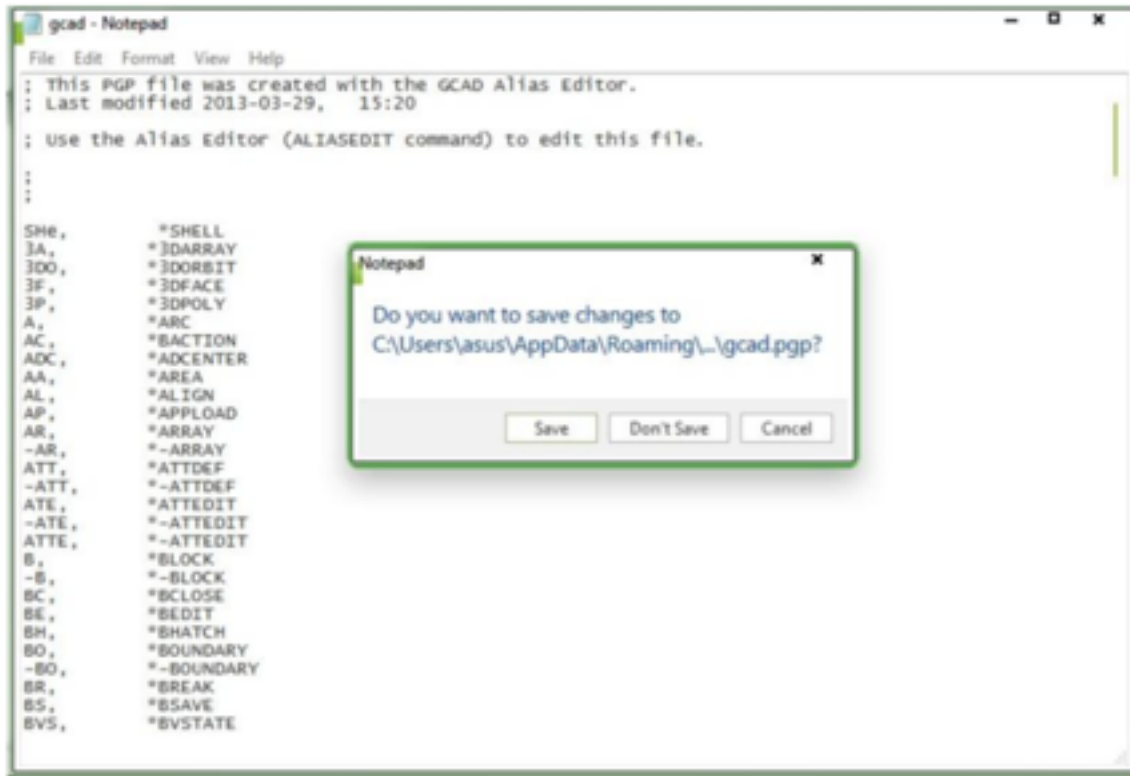 gcad - Notepad
File Edit Format View Help
; This PGP file was created with the GCAD Alias Editor.
; Last modified 2013-03-29, 15:20
; Use the Alias Editor (ALIASEDIT command) to edit this file.
;
;
SHe, *SHELL
3A, *3DARRAY
3DO, *3DORBIT
3F, *3DFACE
3P, *3DPOLY
A, *ARC
AC, *BACTION
ADC, *ADCENTER
AA, *AREA
AL, *ALIGN
AP, *APPLOAD
AR, *ARRAY
-AR, *-ARRAY
ATT, *ATTDEF
-ATT, *-ATTDEF
ATE, *ATTEDIT
-ATE, *-ATTEDIT
ATTE, *-ATTEDIT
B, *BLOCK
-B, *-BLOCK
BC, *BCLOSE
BE, *BEDIT
BH, *BHATCH
BO, *BOUNDARY
-BO, *-BOUNDARY
BR, *BREAK
BS, *BSAVE
BVS, *BVSTATE
Notepad
Do you want to save changes to
C:\Users\asus\AppData\Roaming\...\gcad.pgp?
Save Don't Save Cancel